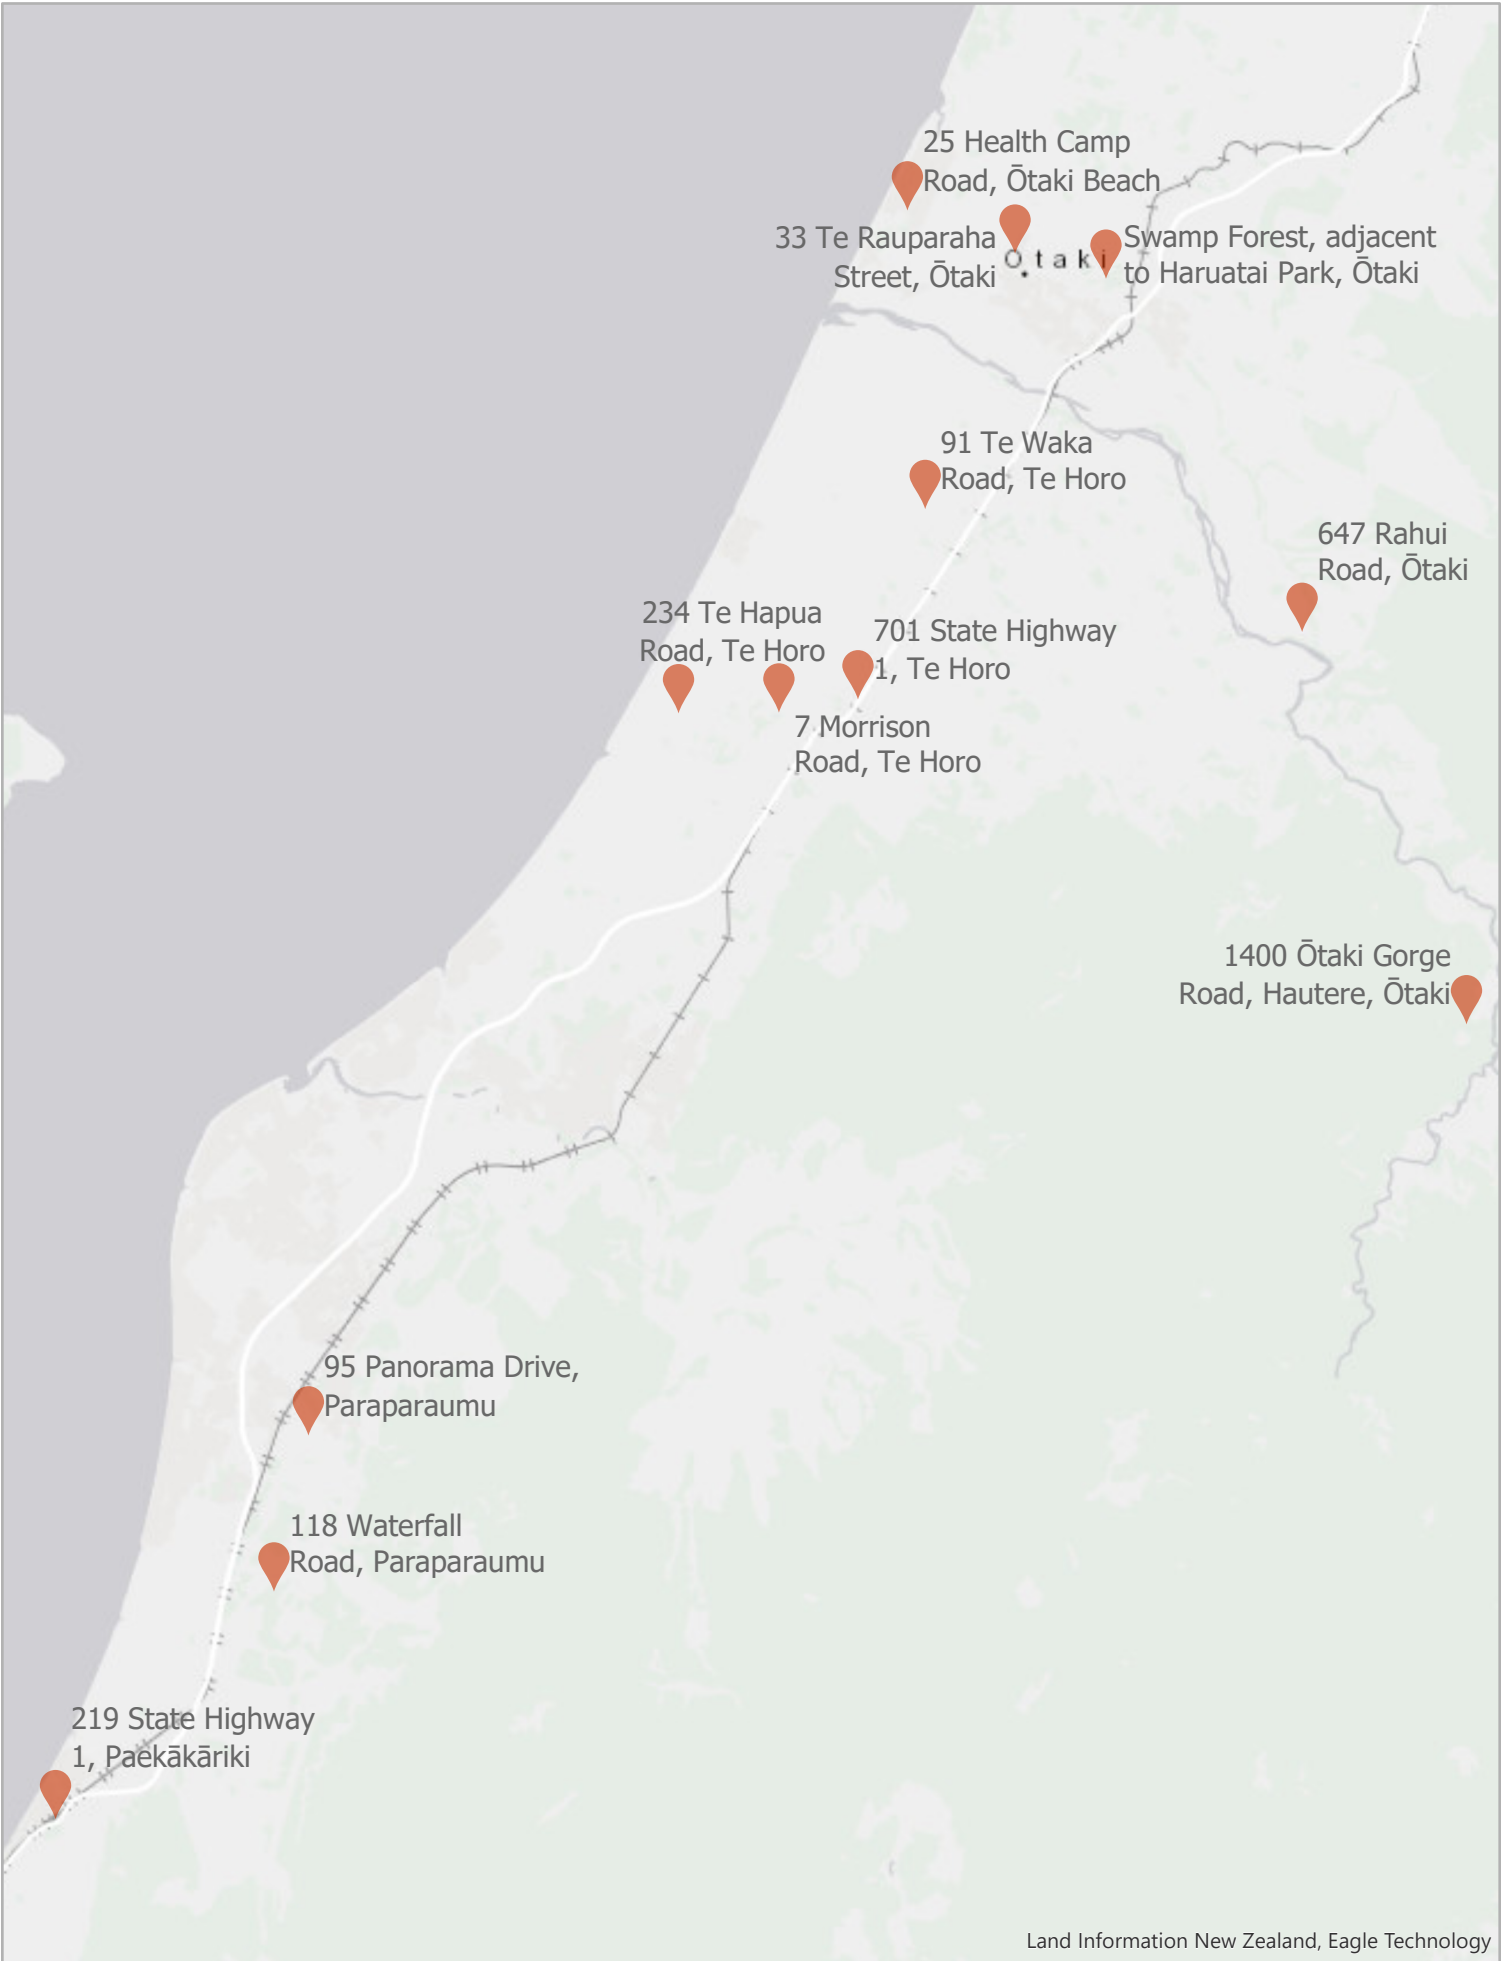 25 Health Camp
Road, Ōtaki Beach
33 Te Rauparaha
Street, Ōtaki
Ōtaki
Swamp Forest, adjacent
to Haruatai Park, Ōtaki
91 Te Waka
Road, Te Horo
647 Rahui
Road, Ōtaki
234 Te Hapua
Road, Te Horo
701 State Highway
1, Te Horo
7 Morrison
Road, Te Horo
1400 Ōtaki Gorge
Road, Hautere, Ōtaki
95 Panorama Drive,
Paraparaumu
118 Waterfall
Road, Paraparaumu
219 State Highway
1, Paekākāriki
Land Information New Zealand, Eagle Technology